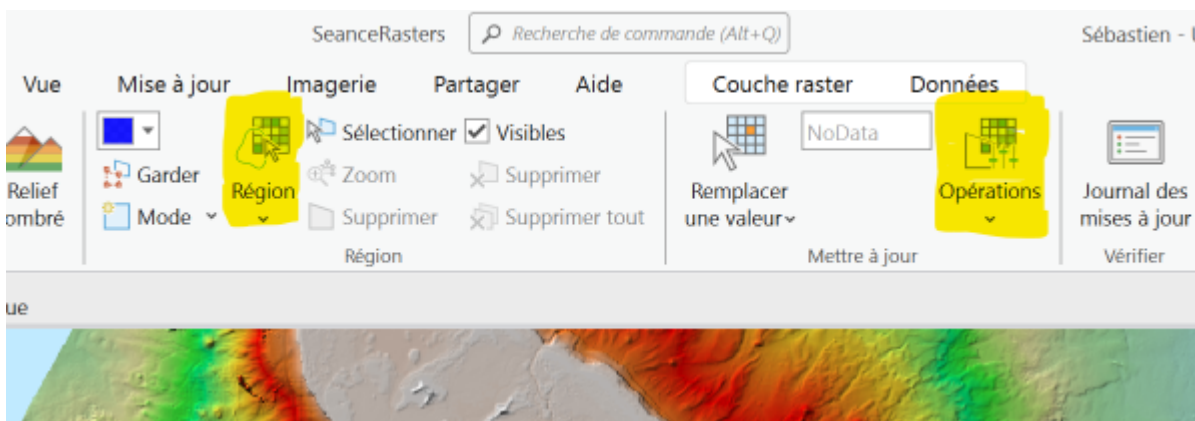 SeanceRasters Recherche de commande (Alt+Q) Sébastien -
Vue Mise à jour Imagerie Partager Aide Couche raster Données
Sélectionner Visibles NoData
Garder Zoom Supprimer
Relief Région Remplacer Opérations Journal des
ombré Mode Supprimer Supprimer tout une valeur mises à jour
Région Mettre à jour Vérifier
ue